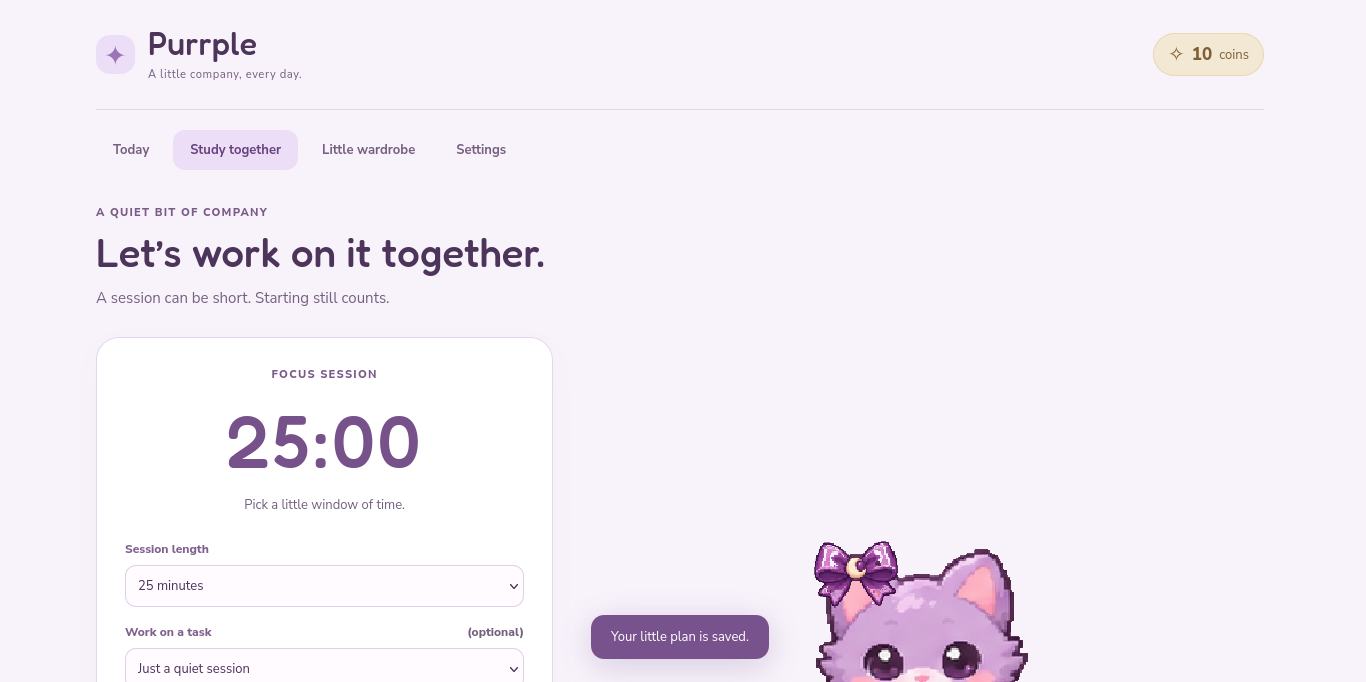 Purrple
A little company, every day.
10 coins
Today
Study together
Little wardrobe
Settings
A QUIET BIT OF COMPANY
Let’s work on it together.
A session can be short. Starting still counts.
FOCUS SESSION
25:00
Pick a little window of time.
Session length
25 minutes
Work on a task (optional)
Just a quiet session
Your little plan is saved.